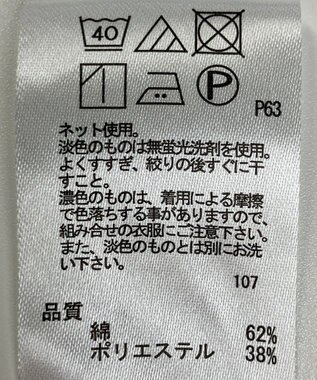 40
P
P63
ネット使用。
淡色のものは無蛍光洗剤を使用。
よくすすぎ、絞りの後すぐに干
すこと。
濃色のものは、着用による摩擦
で色落ちする事がありますので、
組み合せの衣服にご注意下さい。
また、淡色のものとは別にお洗
い下さい。
107
品質
綿 62%
ポリエステル 38%